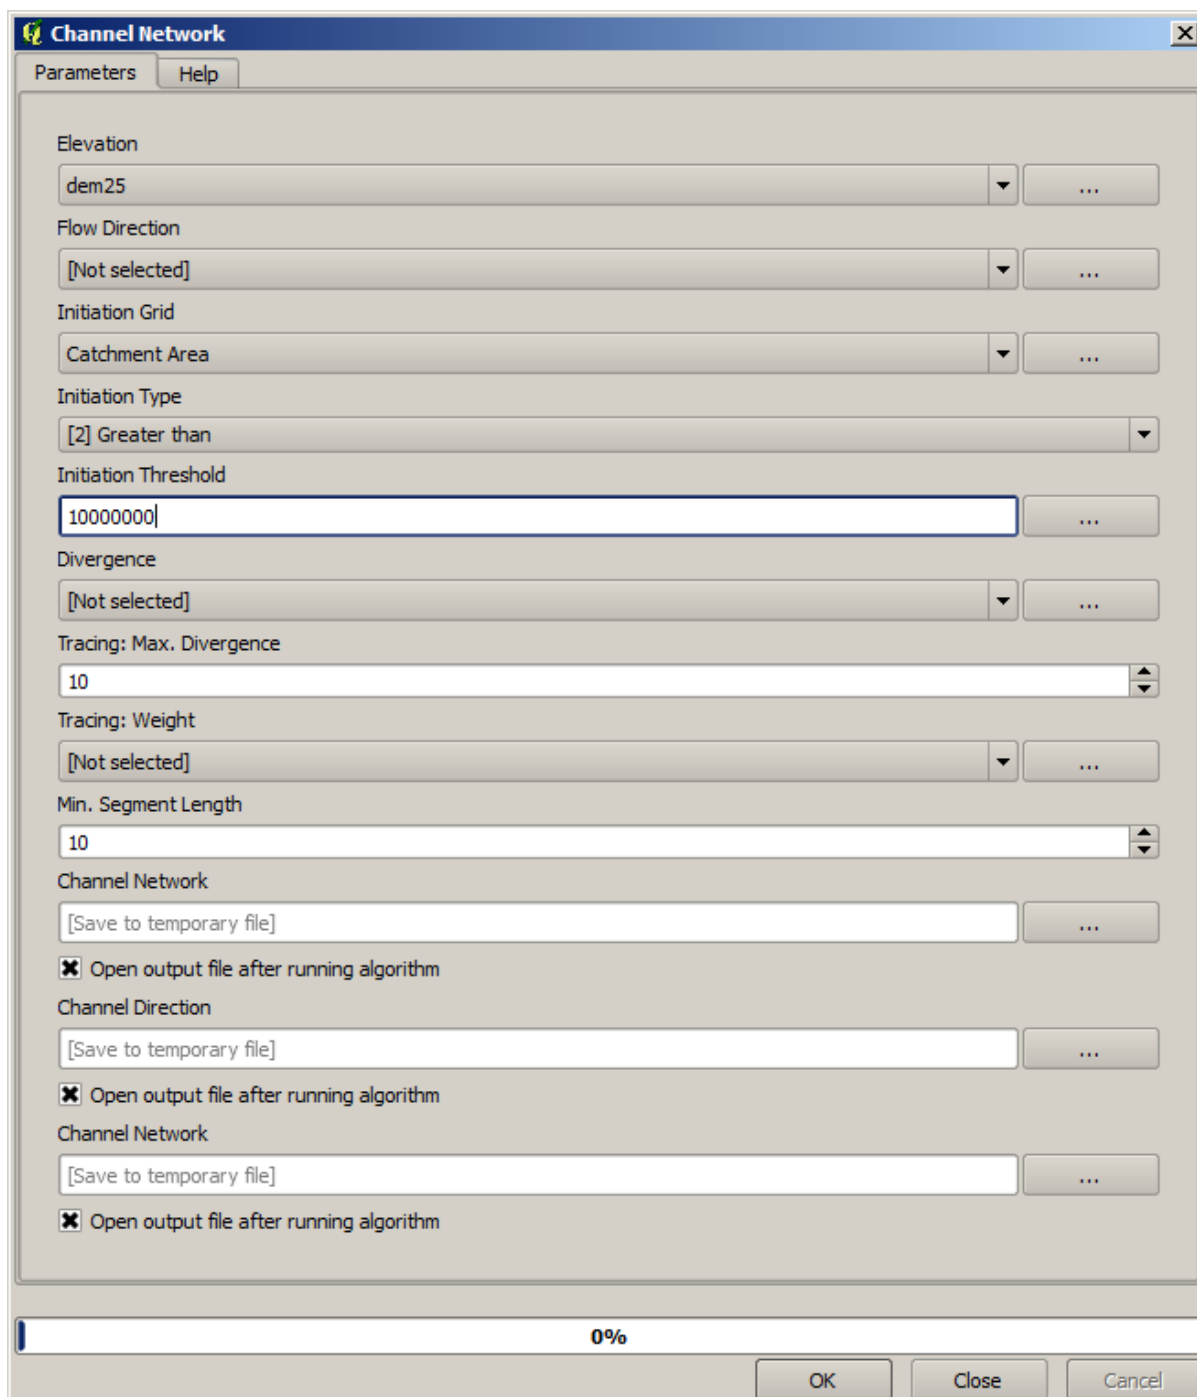 Channel Network
Parameters Help
Elevation
dem25 ...
Flow Direction
[Not selected] ...
Initiation Grid
Catchment Area ...
Initiation Type
[2] Greater than
Initiation Threshold
10000000 ...
Divergence
[Not selected] ...
Tracing: Max. Divergence
10
Tracing: Weight
[Not selected] ...
Min. Segment Length
10
Channel Network
[Save to temporary file] ...
Open output file after running algorithm
Channel Direction
[Save to temporary file] ...
Open output file after running algorithm
Channel Network
[Save to temporary file] ...
Open output file after running algorithm
0%
OK Close Cancel